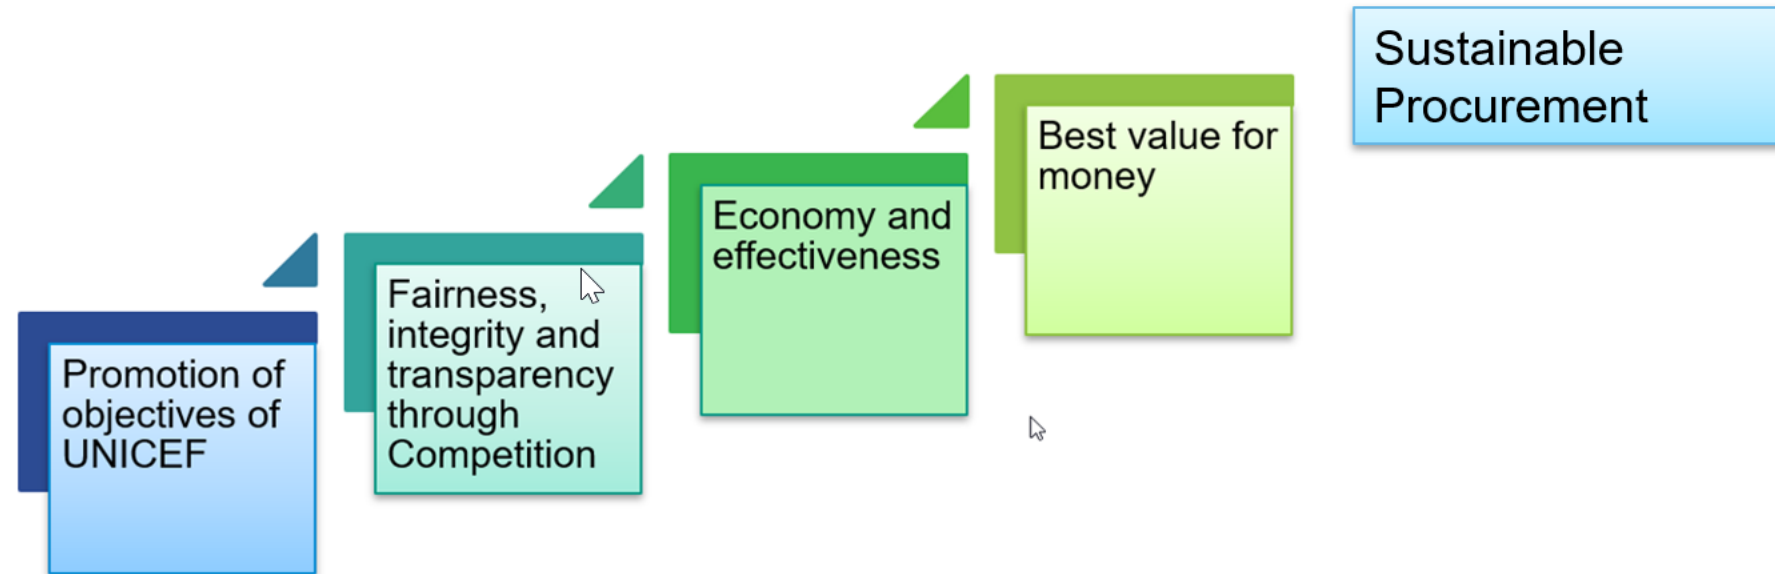 Promotion of
objectives of
UNICEF
Fairness,
integrity and
transparency
through
Competition
Economy and
effectiveness
Best value for
money
Sustainable
Procurement